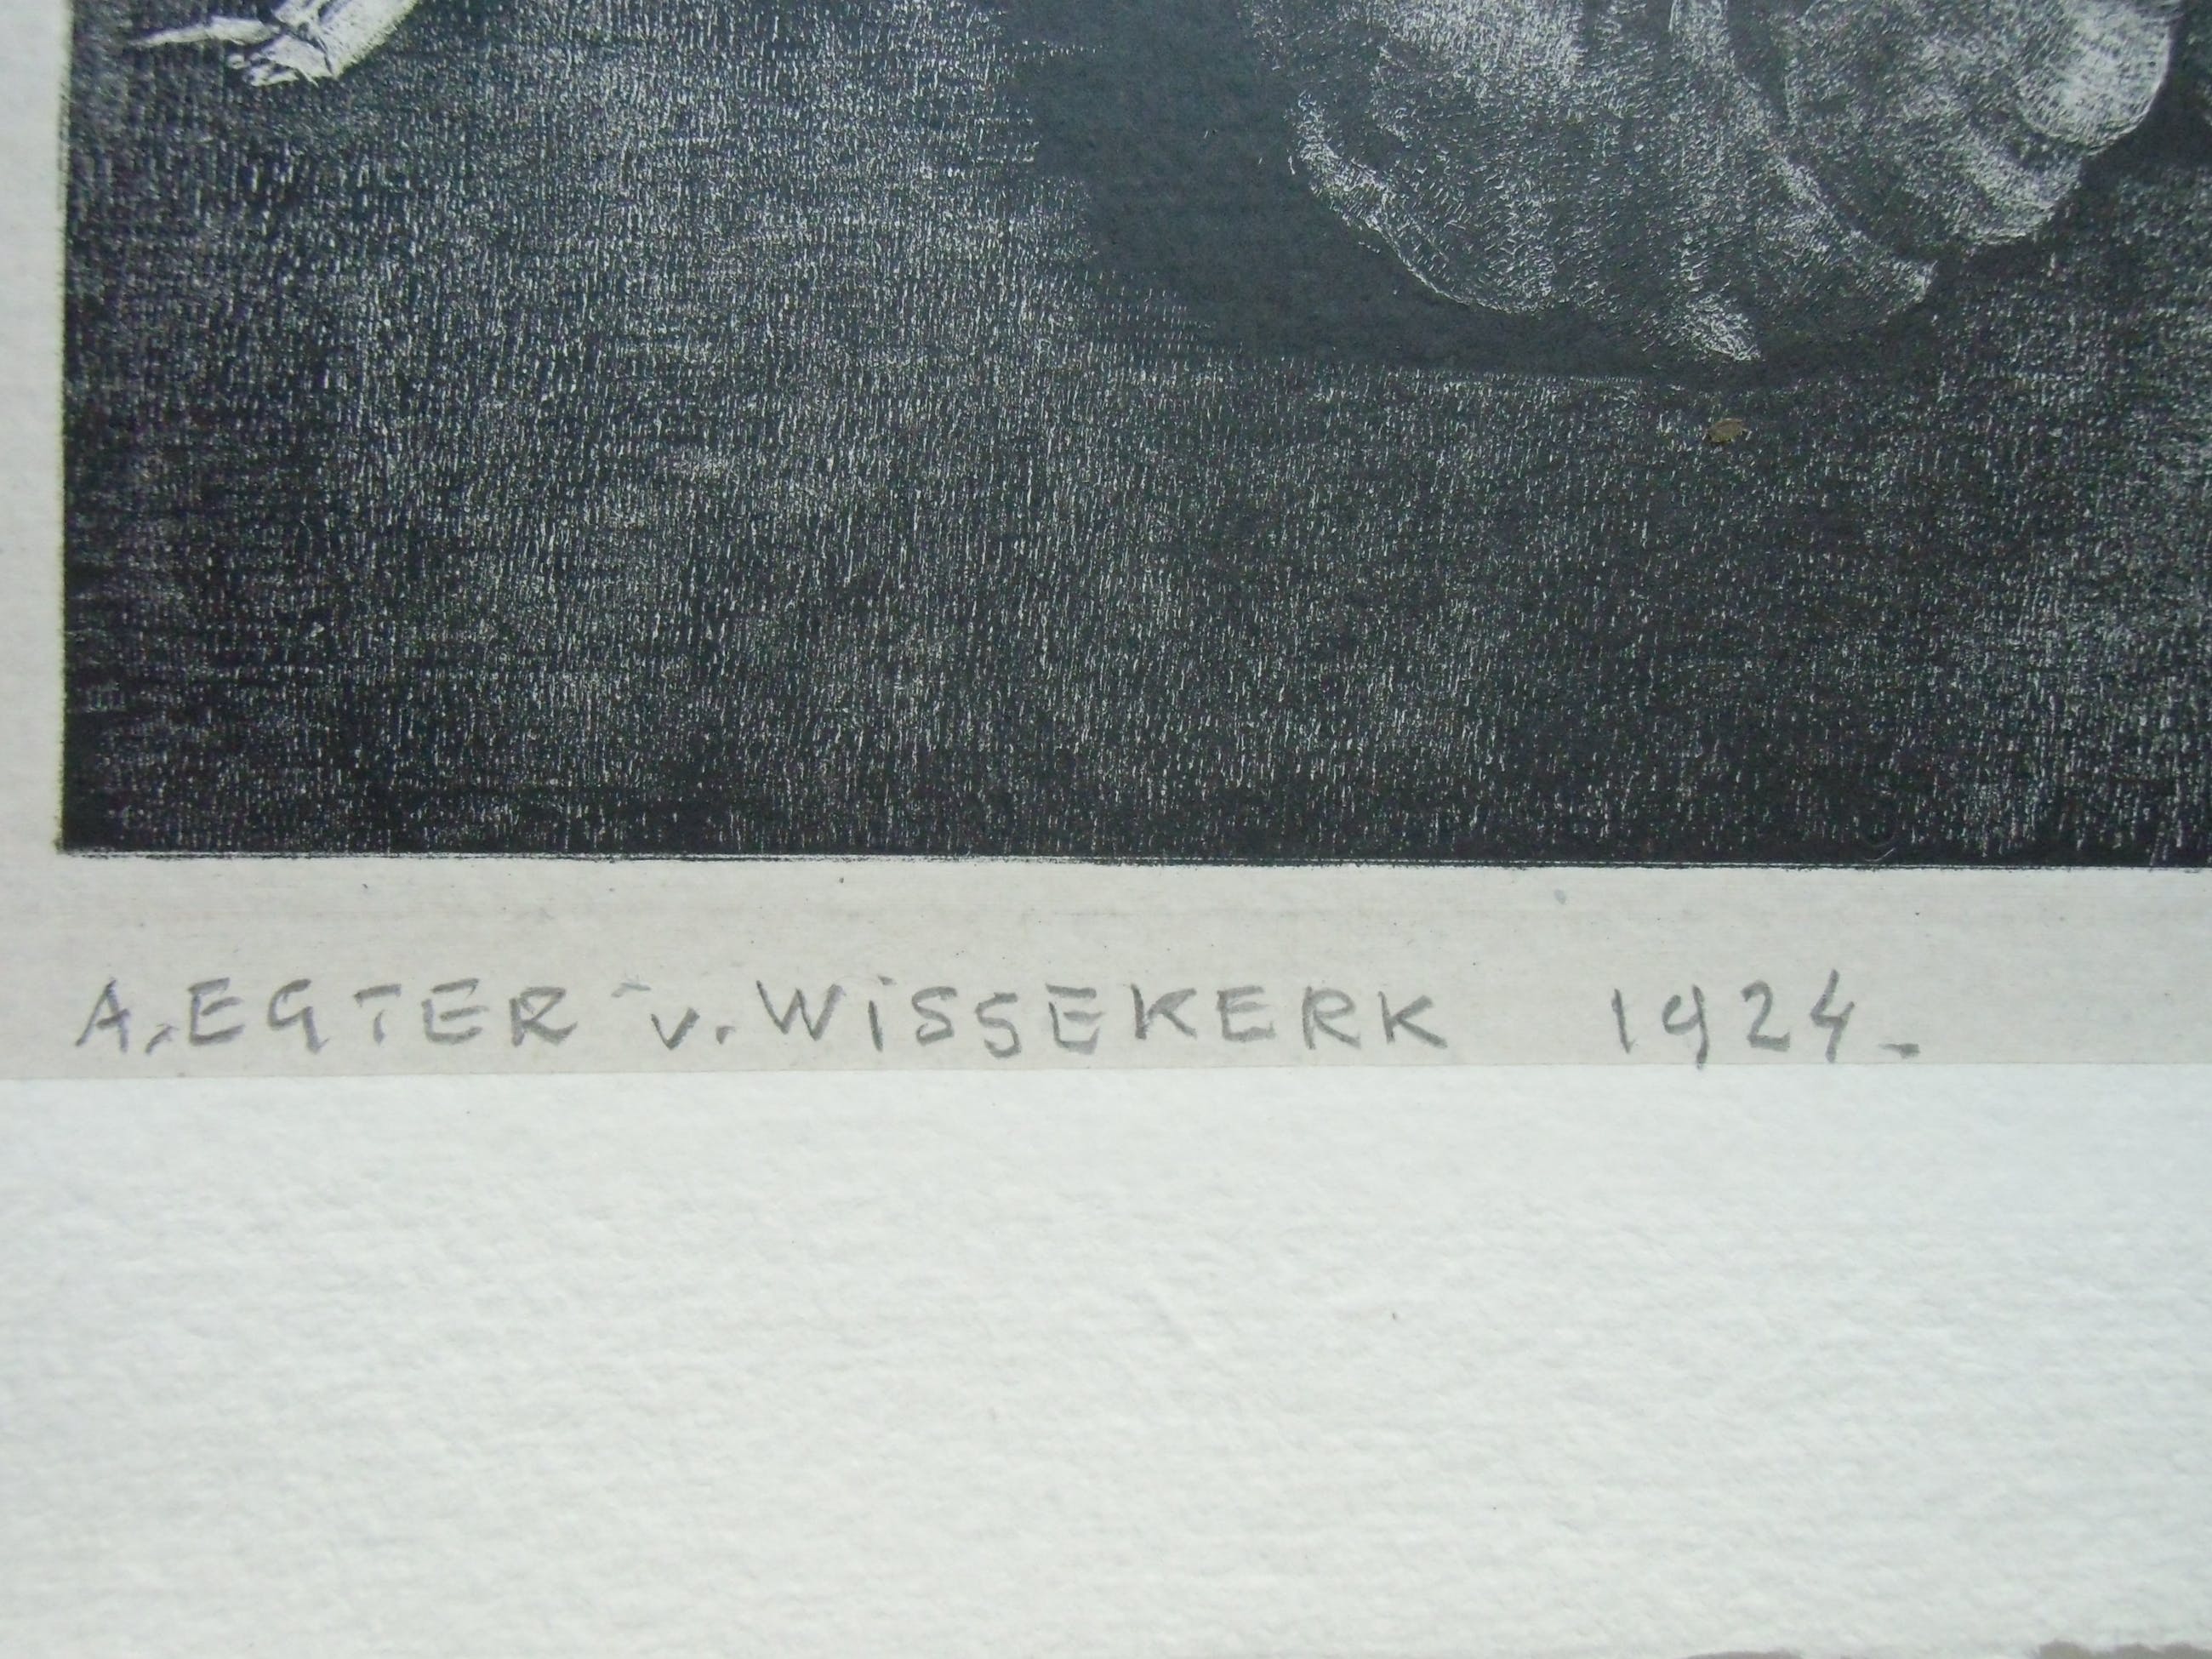 A. EGTER v. WiSSEKERK 1924.